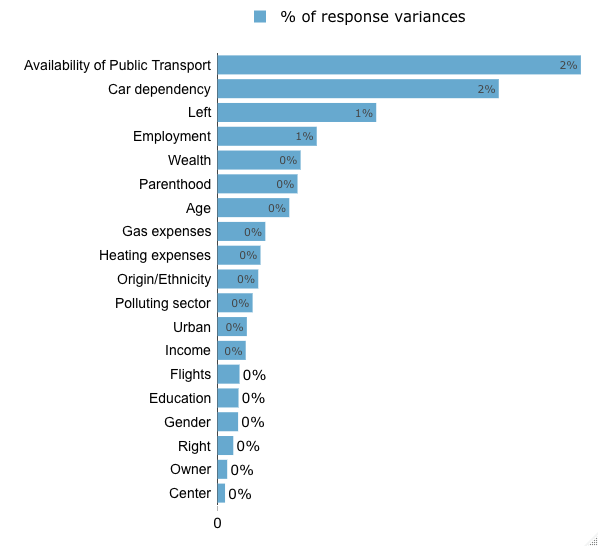 % of response variances
Availability of Public Transport 2%
Car dependency 2%
Left 1%
Employment 1%
Wealth 0%
Parenthood 0%
Age 0%
Gas expenses 0%
Heating expenses 0%
Origin/Ethnicity 0%
Polluting sector 0%
Urban 0%
Income 0%
Flights 0%
Education 0%
Gender 0%
Right 0%
Owner 0%
Center 0%
0